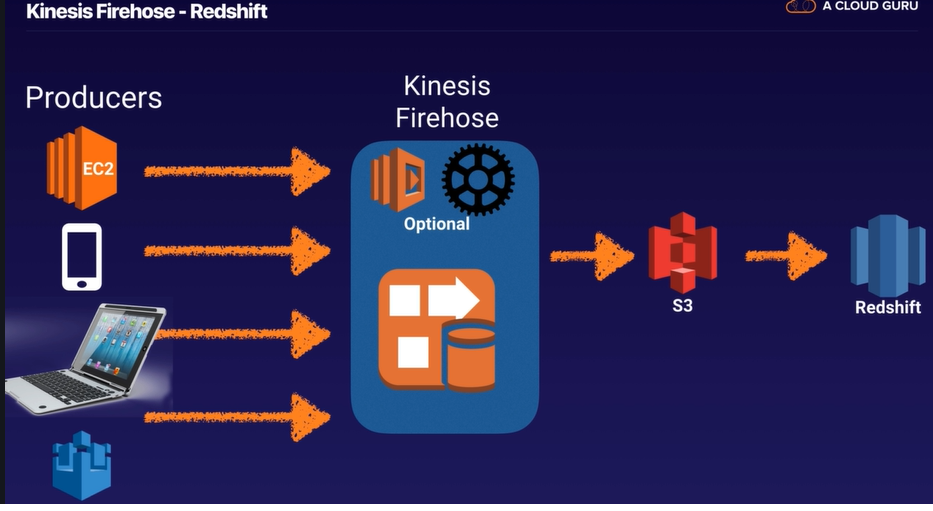 Kinesis Firehose - Redshift
A CLOUD GURU
Producers
Kinesis
Firehose
EC2
Optional
S3
Redshift